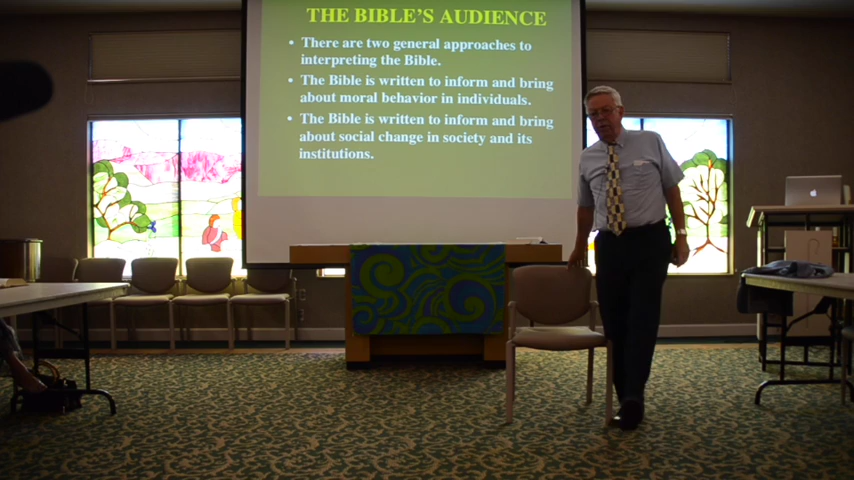 THE BIBLE'S AUDIENCE
• There are two general approaches to
interpreting the Bible.
• The Bible is written to inform and bring
about moral behavior in individuals.
• The Bible is written to inform and bring
about social change in society and its
institutions.